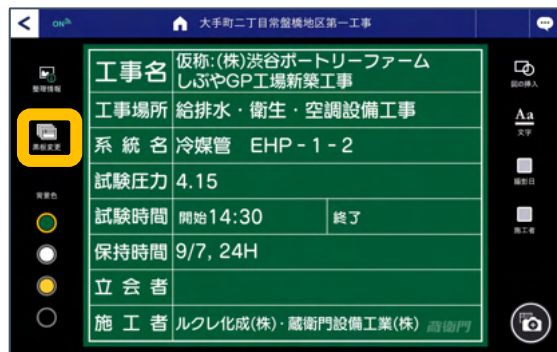 ON
大手町二丁目常盤橋地区第一工事
整理情報
黒板変更
背景色
工事名 仮称:(株)渋谷ポートリーファーム
しぶやGP工場新築工事
工事場所 給排水・衛生・空調設備工事
系統名 冷媒管 EHP-1-2
試験圧力 4.15
試験時間 開始14:30 終了
保持時間 9/7, 24H
立会者
施工者 ルクレ化成(株)・蔵衛門設備工業(株) 蔵衛門
図の挿入
Aa
文字
撮影日
施工者